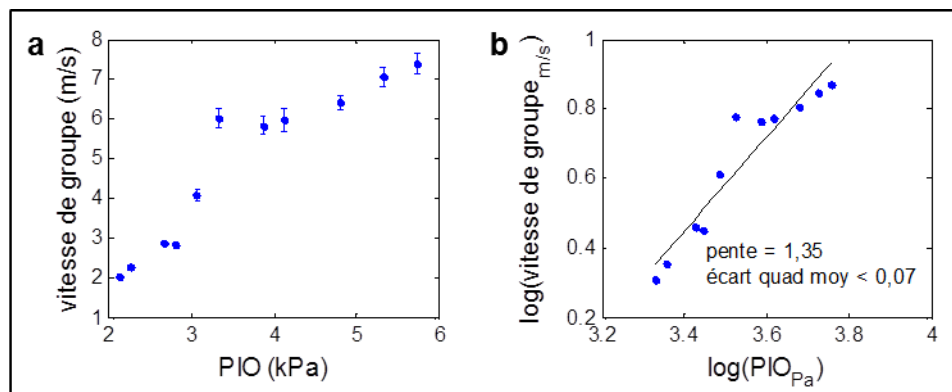 a
vitesse de groupe (m/s)
8
7
6
5
4
3
2
1
2
3
4
5
6
PIO (kPa)
b
log(vitesse de groupe m/s)
1
0.8
0.6
0.4
0.2
pente = 1,35
écart quad moy < 0,07
3.2
3.4
3.6
3.8
4
log(PIO Pa)